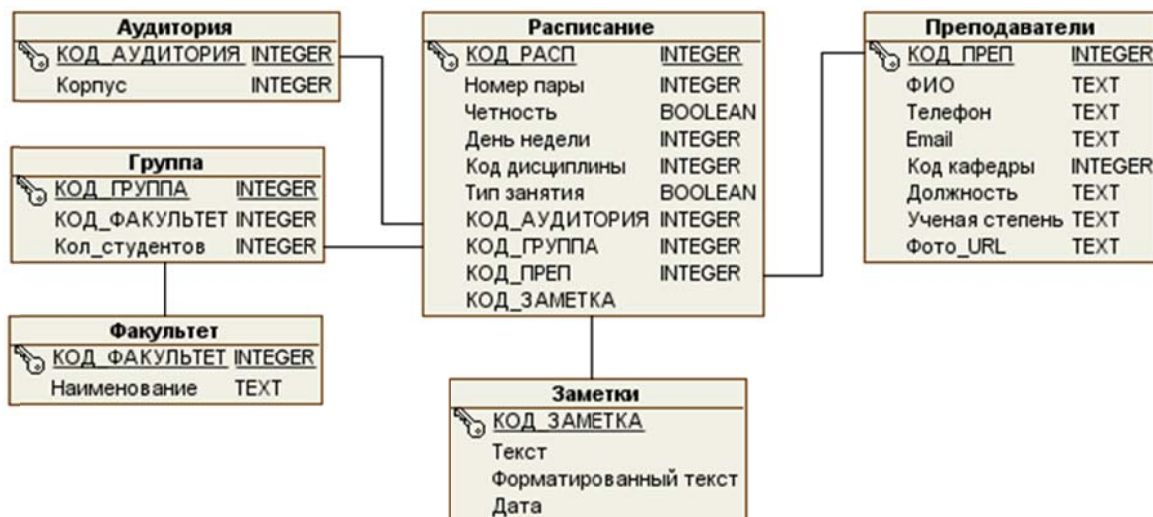 Аудитория
КОД_АУДИТОРИЯ INTEGER
Корпус INTEGER
Группа
КОД_ГРУППА INTEGER
КОД_ФАКУЛЬТЕТ INTEGER
Кол_студентов INTEGER
Факультет
КОД_ФАКУЛЬТЕТ INTEGER
Наименование TEXT
Расписание
КОД_РАСП INTEGER
Номер пары INTEGER
Четность BOOLEAN
День недели INTEGER
Код дисциплины INTEGER
Тип занятия BOOLEAN
КОД_АУДИТОРИЯ INTEGER
КОД_ГРУППА INTEGER
КОД_ПРЕП INTEGER
КОД_ЗАМЕТКА
Заметки
КОД_ЗАМЕТКА
Текст
Форматированный текст
Дата
Преподаватели
КОД_ПРЕП INTEGER
ФИО TEXT
Телефон TEXT
Email TEXT
Код кафедры INTEGER
Должность TEXT
Ученая степень TEXT
Фото_URL TEXT